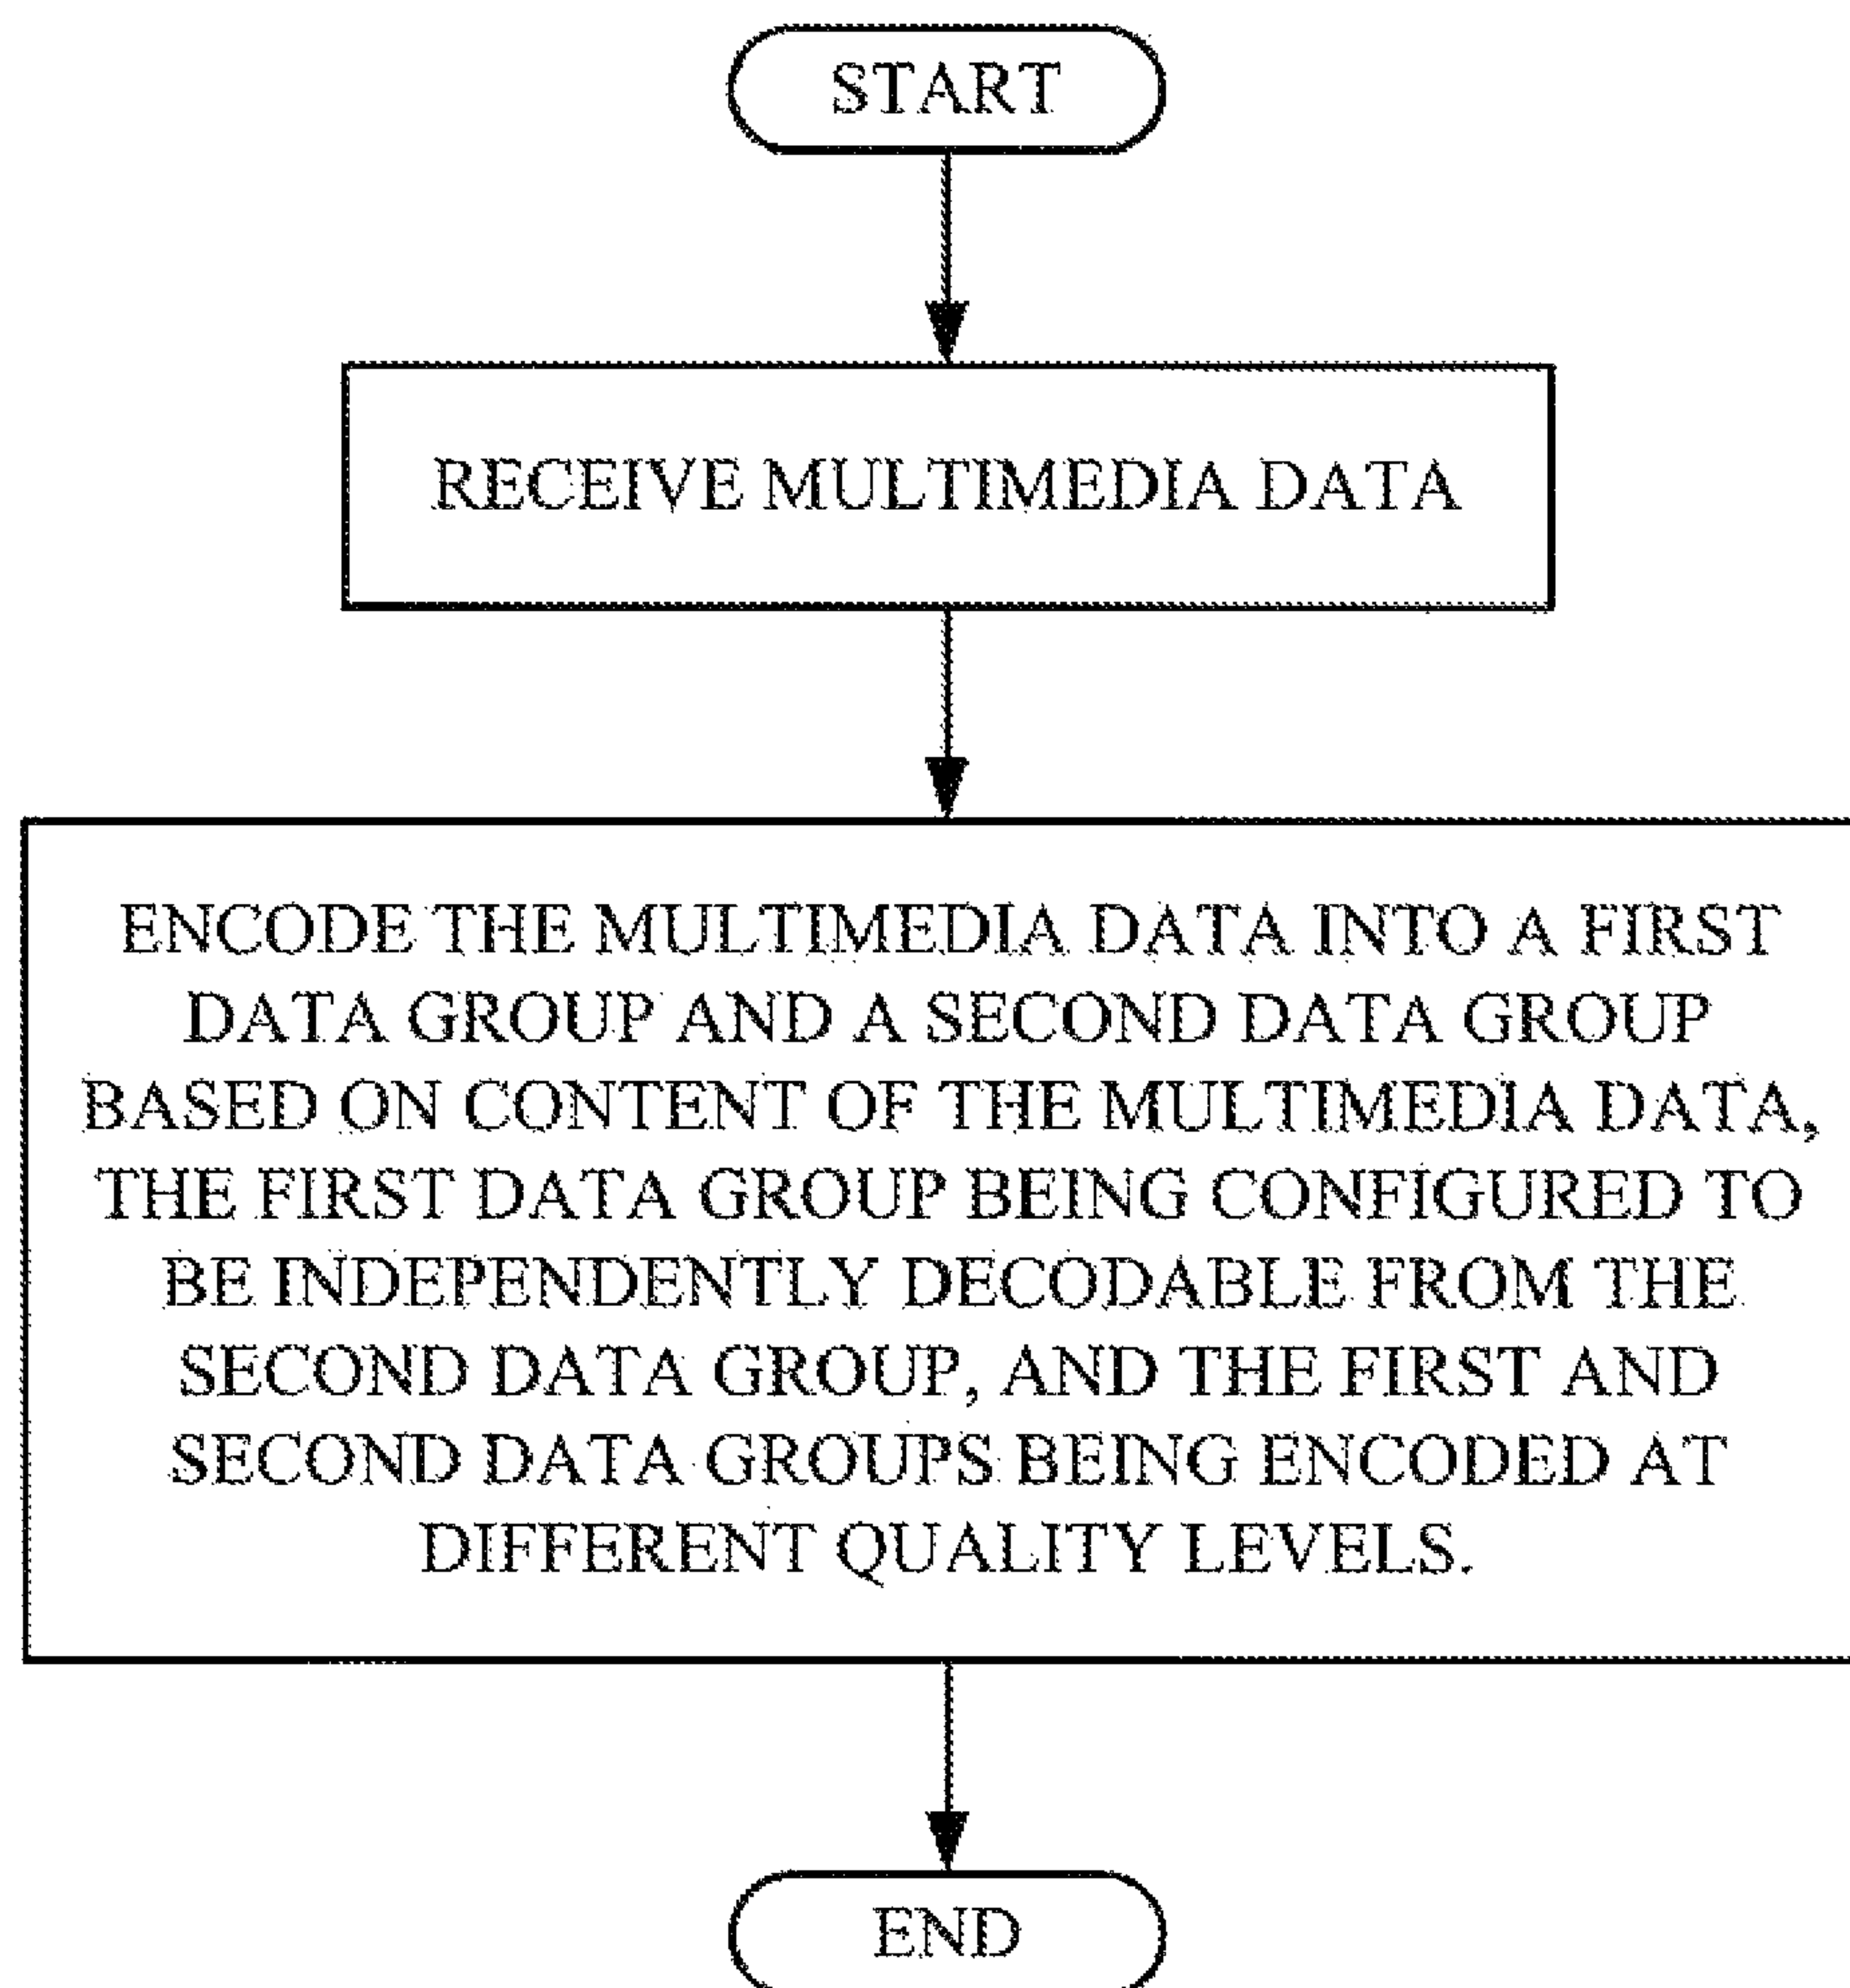 START
RECEIVE MULTIMEDIA DATA
ENCODE THE MULTIMEDIA DATA INTO A FIRST
DATA GROUP AND A SECOND DATA GROUP
BASED ON CONTENT OF THE MULTIMEDIA DATA,
THE FIRST DATA GROUP BEING CONFIGURED TO
BE INDEPENDENTLY DECODABLE FROM THE
SECOND DATA GROUP, AND THE FIRST AND
SECOND DATA GROUPS BEING ENCODED AT
DIFFERENT QUALITY LEVELS.
END